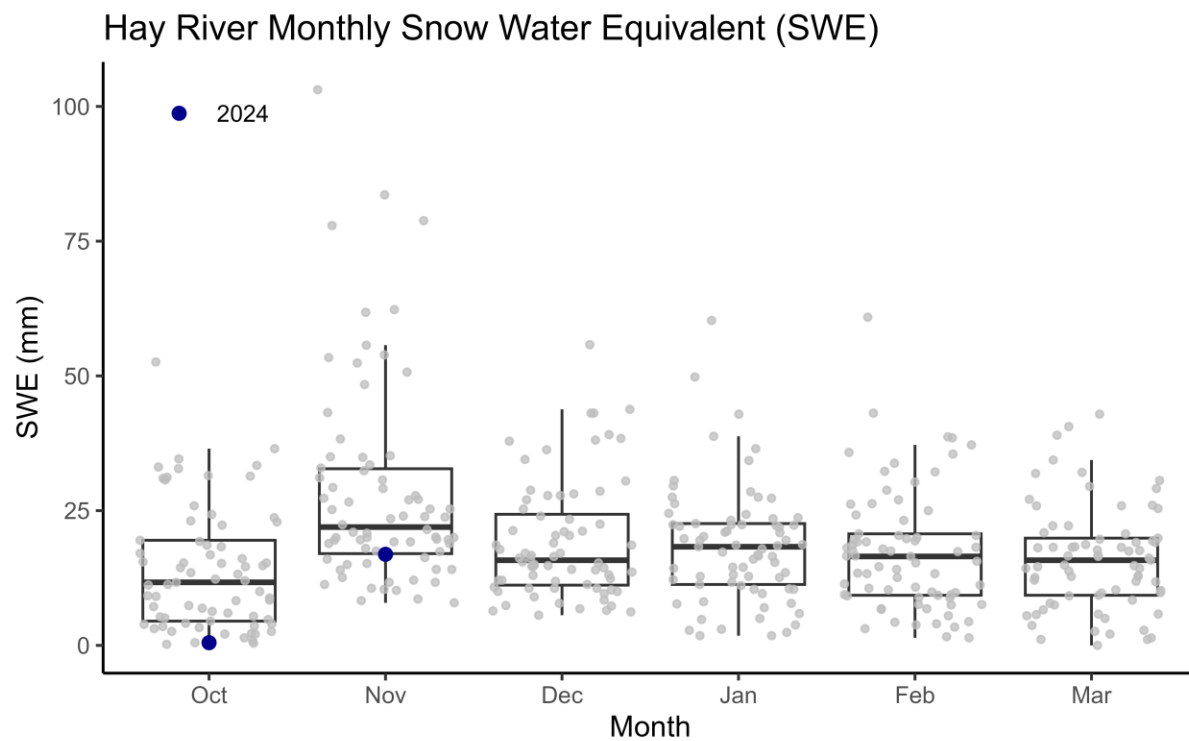 Hay River Monthly Snow Water Equivalent (SWE)
2024
SWE (mm)
100
75
50
25
0
Oct Nov Dec Jan Feb Mar
Month